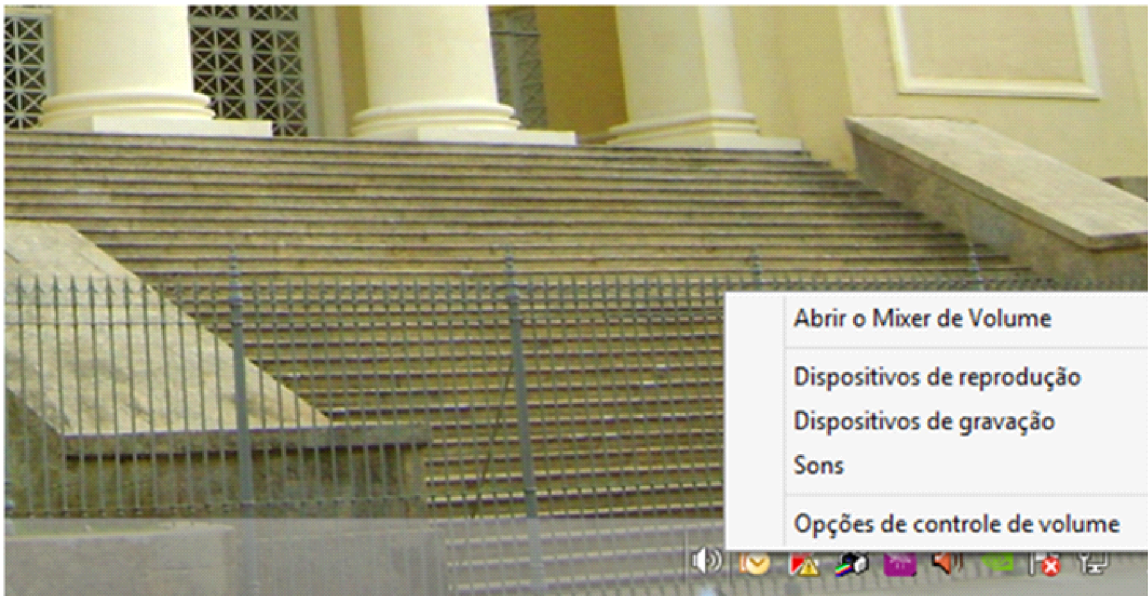 Abrir o Mixer de Volume
Dispositivos de reprodução
Dispositivos de gravação
Sons
Opções de controle de volume